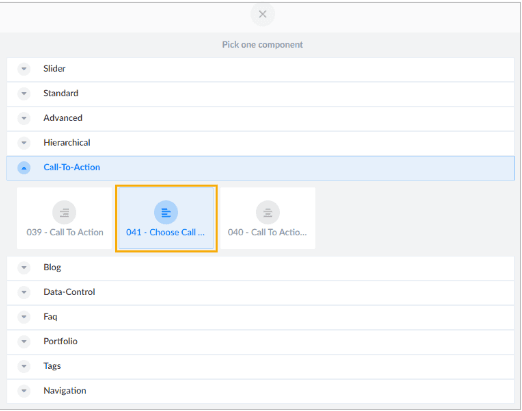 Pick one component
Slider
Standard
Advanced
Hierarchical
Call-To-Action
039 - Call To Action
041 - Choose Call ...
040 - Call To Actio...
Blog
Data-Control
Faq
Portfolio
Tags
Navigation